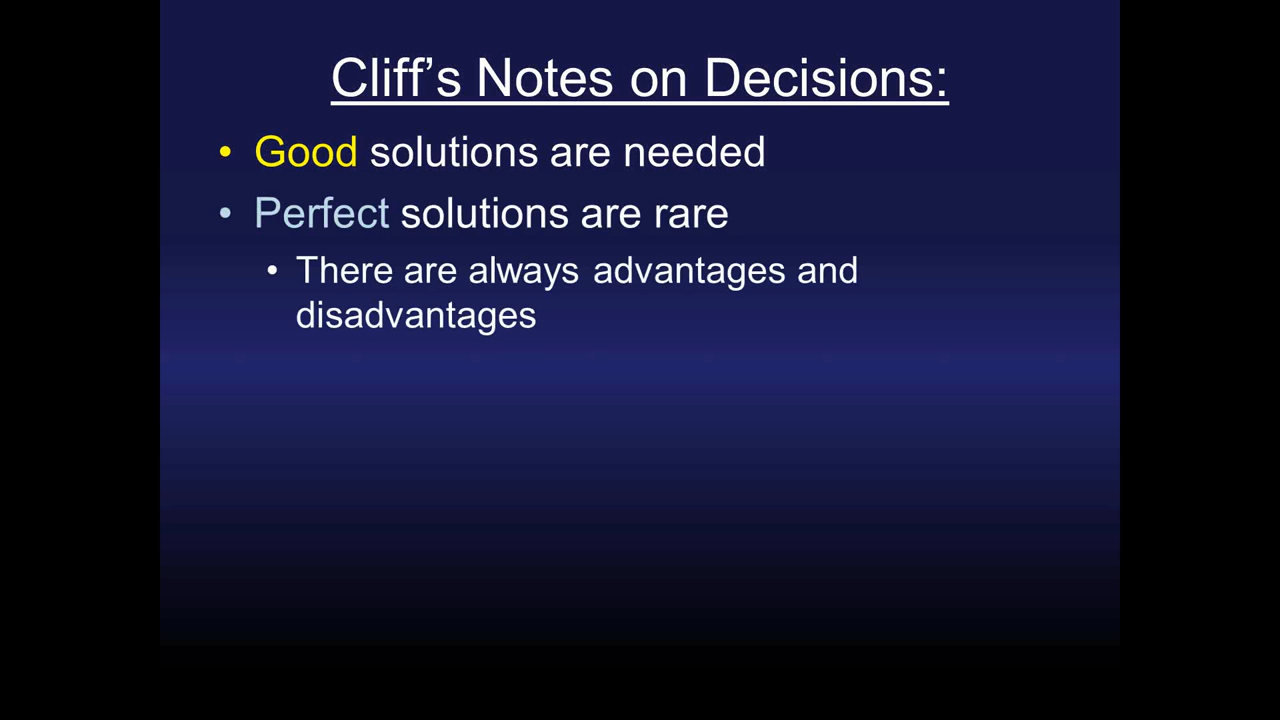 Cliff’s Notes on Decisions:
• Good solutions are needed
• Perfect solutions are rare
• There are always advantages and
disadvantages